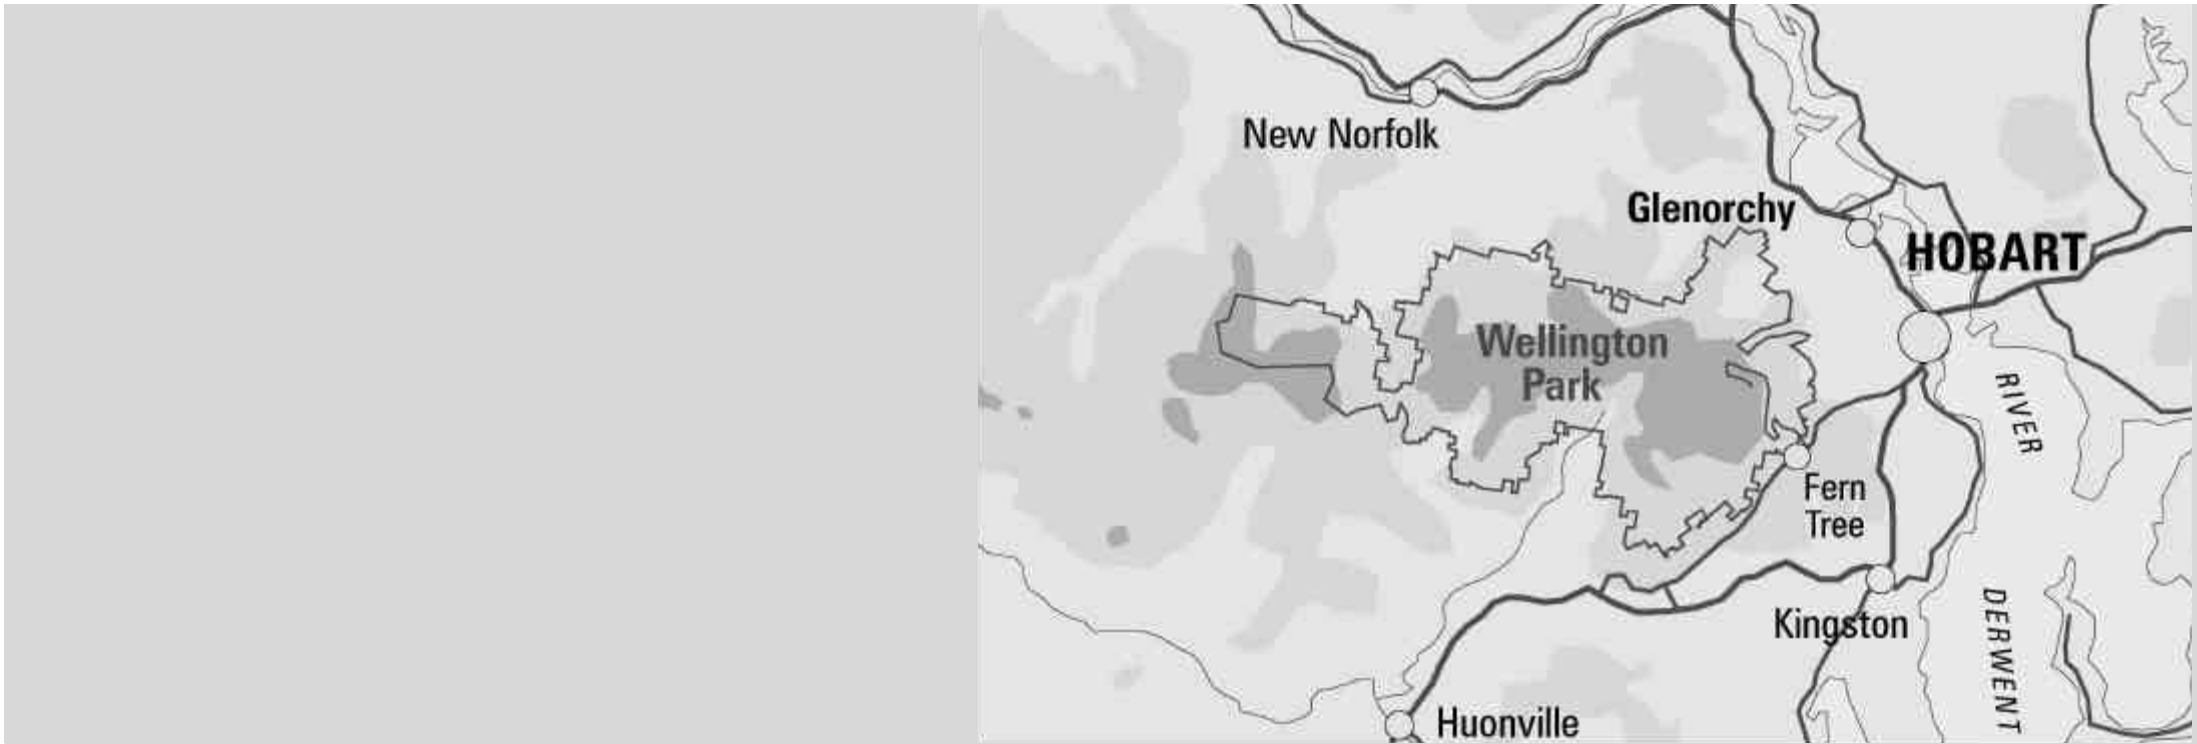 New Norfolk
Glenorchy
HOBART
Wellington
Park
RIVER
Fern
Tree
Kingston
DERWENT
Huonville